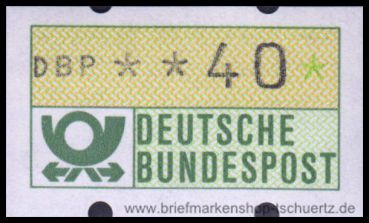 DBP * * 40 *
DEUTSCHE
BUNDESPOST
www.briefmarkenshop-tschuertz.de